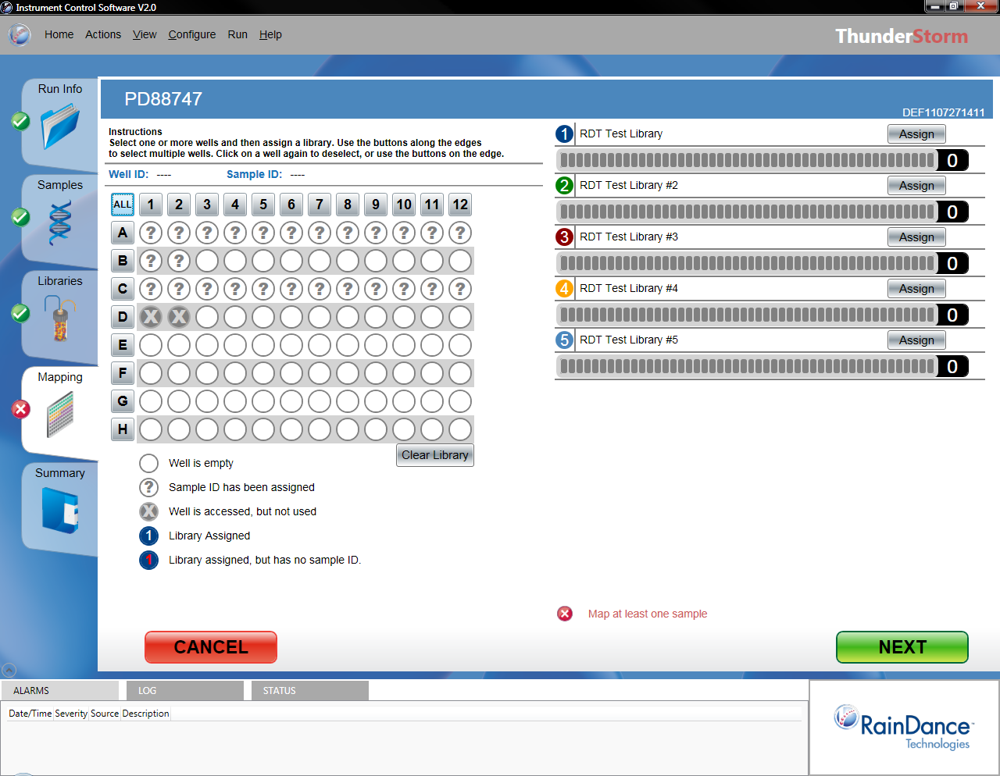 Instrument Control Software V2.0
Home Actions View Configure Run Help
ThunderStorm
Run Info
Samples
Libraries
Mapping
Summary
PD88747
DEF1107271411
Instructions
Select one or more wells and then assign a library. Use the buttons along the edges
to select multiple wells. Click on a well again to deselect, or use the buttons on the edge.
Well ID: ---- Sample ID: ----
ALL 1 2 3 4 5 6 7 8 9 10 11 12
A ? ? ? ? ? ? ? ? ? ? ? ?
B ? ?
C ? ? ? ? ? ? ? ? ? ? ? ?
D X X
E
F
G
H
Clear Library
Well is empty
? Sample ID has been assigned
X Well is accessed, but not used
1 Library Assigned
1 Library assigned, but has no sample ID.
1 RDT Test Library Assign
0
2 RDT Test Library #2 Assign
0
3 RDT Test Library #3 Assign
0
4 RDT Test Library #4 Assign
0
5 RDT Test Library #5 Assign
0
Map at least one sample
CANCEL
NEXT
ALARMS LOG STATUS
Date/Time Severity Source Description
RainDance™
Technologies